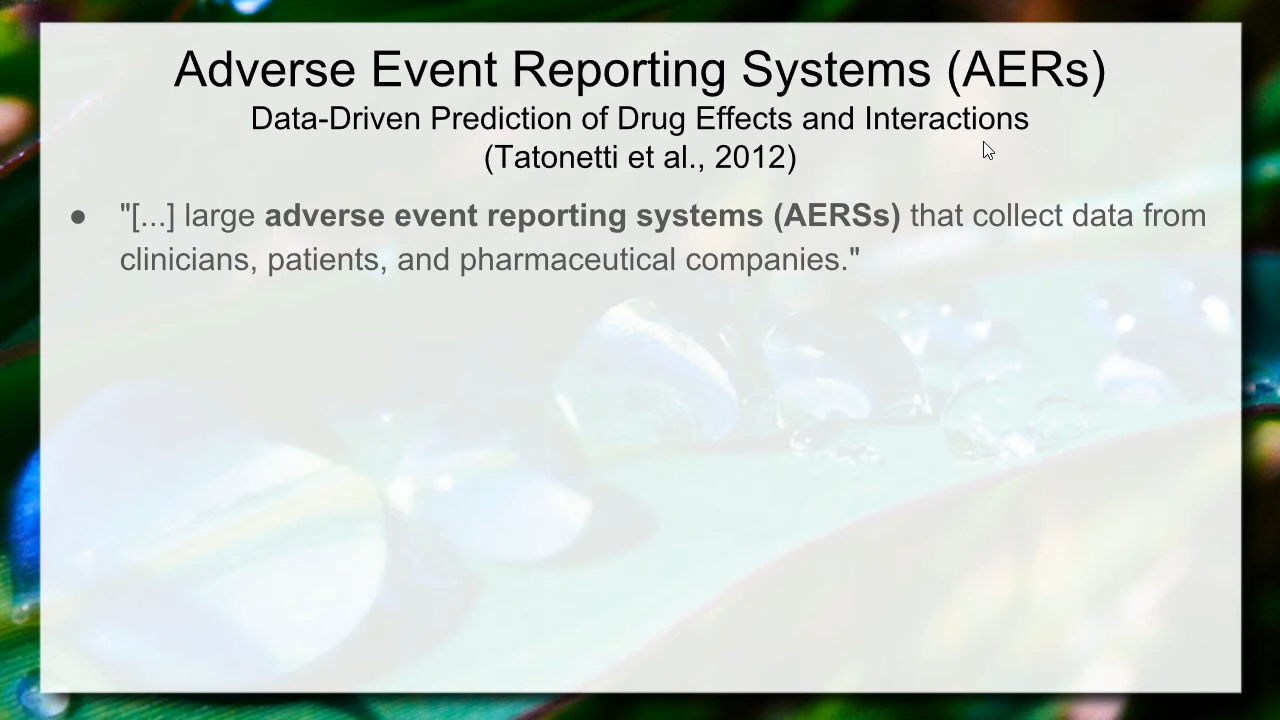 Adverse Event Reporting Systems (AERs)
Data-Driven Prediction of Drug Effects and Interactions
(Tatonetti et al., 2012)
● "[...] large adverse event reporting systems (AERSs) that collect data from
clinicians, patients, and pharmaceutical companies."